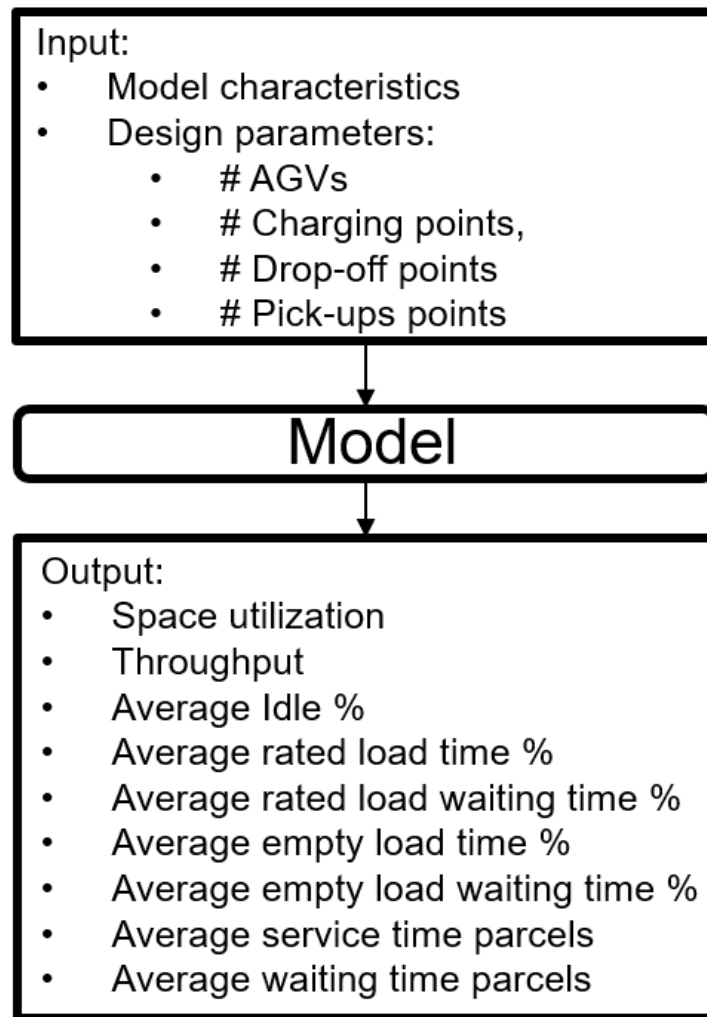 Input:
• Model characteristics
• Design parameters:
• # AGVs
• # Charging points,
• # Drop-off points
• # Pick-ups points
Model
Output:
• Space utilization
• Throughput
• Average Idle %
• Average rated load time %
• Average rated load waiting time %
• Average empty load time %
• Average empty load waiting time %
• Average service time parcels
• Average waiting time parcels